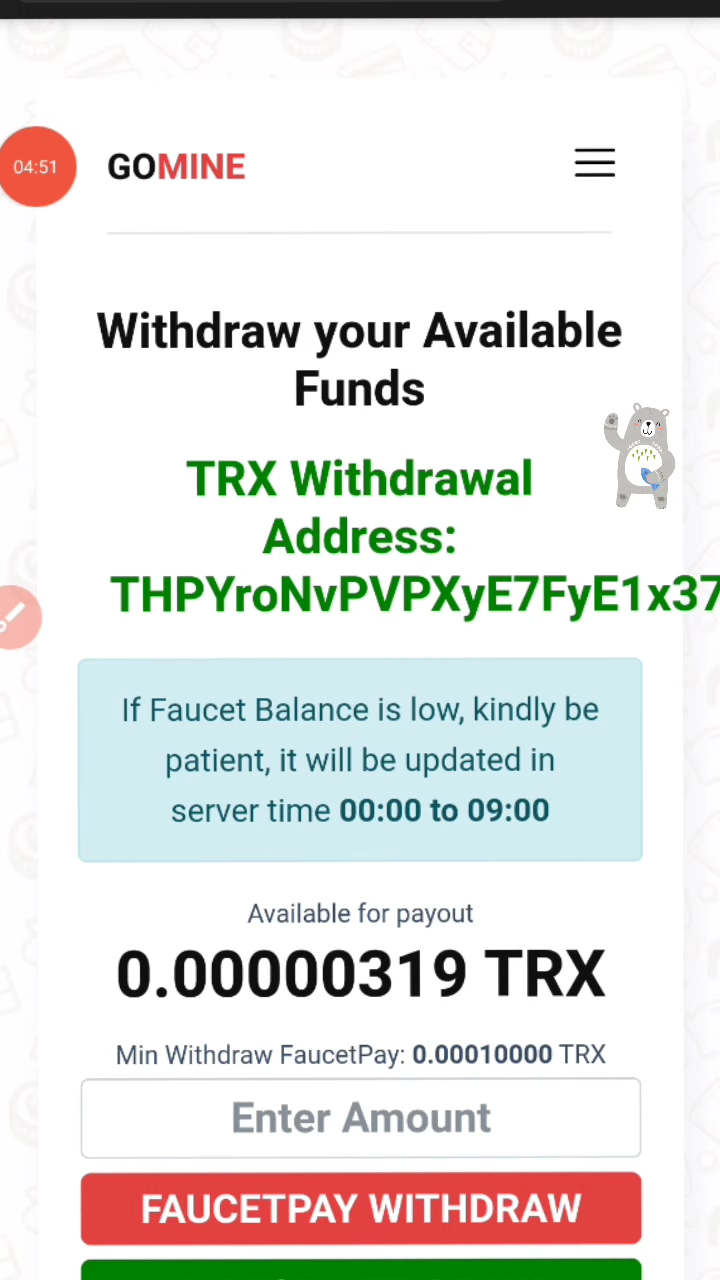 04:51
GOMINE
Withdraw your Available
Funds
TRX Withdrawal
Address:
THPYroNvPVPXyE7FyE1x37
If Faucet Balance is low, kindly be
patient, it will be updated in
server time 00:00 to 09:00
Available for payout
0.00000319 TRX
Min Withdraw FaucetPay: 0.00010000 TRX
Enter Amount
FAUCETPAY WITHDRAW